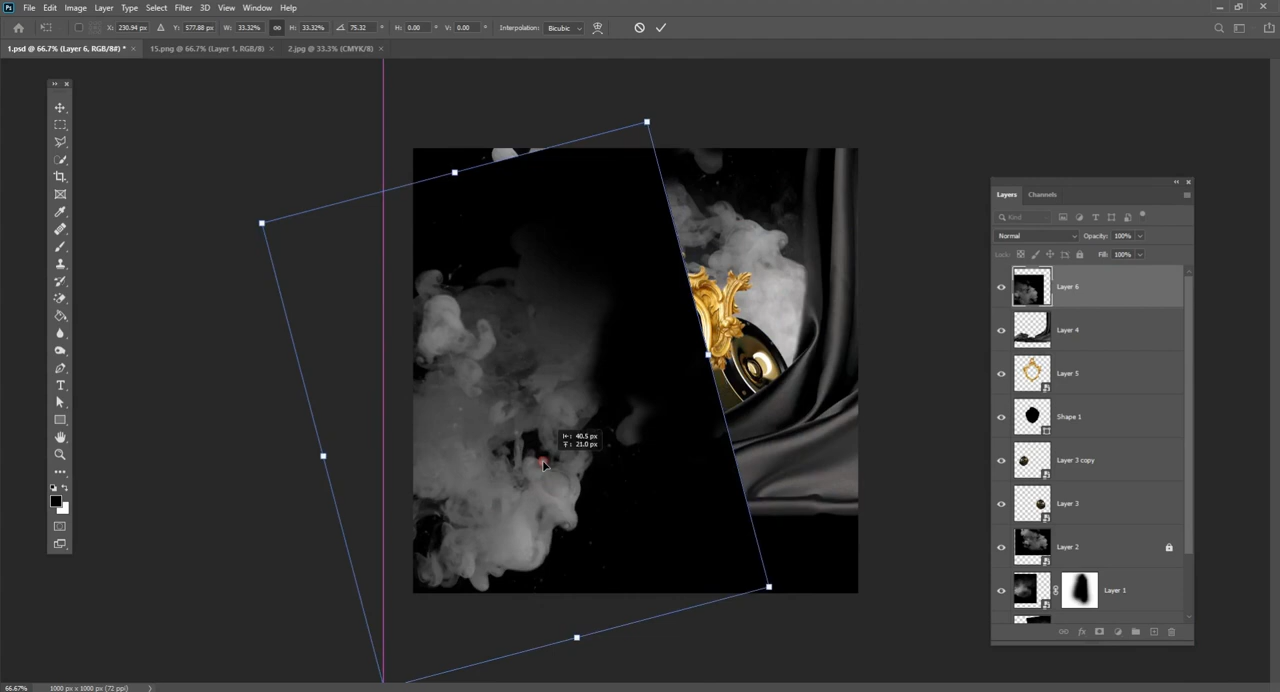 Ps File Edit Image Layer Type Select Filter 3D View Window Help
X: 230.94 px Y: 577.88 px W: 33.32% H: 33.32% 75.32 ° H: 0.00 ° V: 0.00 ° Interpolation: Bicubic
1.psd @ 66.7% (Layer 6, RGB/8#) * × 15.png @ 66.7% (Layer 1, RGB/8) × 2.jpg @ 33.3% (CMYK/8) ×
Layers Channels
Kind
Normal Opacity: 100%
Lock: Fill: 100%
Layer 6
Layer 4
Layer 5
Shape 1
Layer 3 copy
Layer 3
Layer 2
Layer 1
40.5 px
21.0 px
66.67% 1000 px x 1000 px (72 ppi)